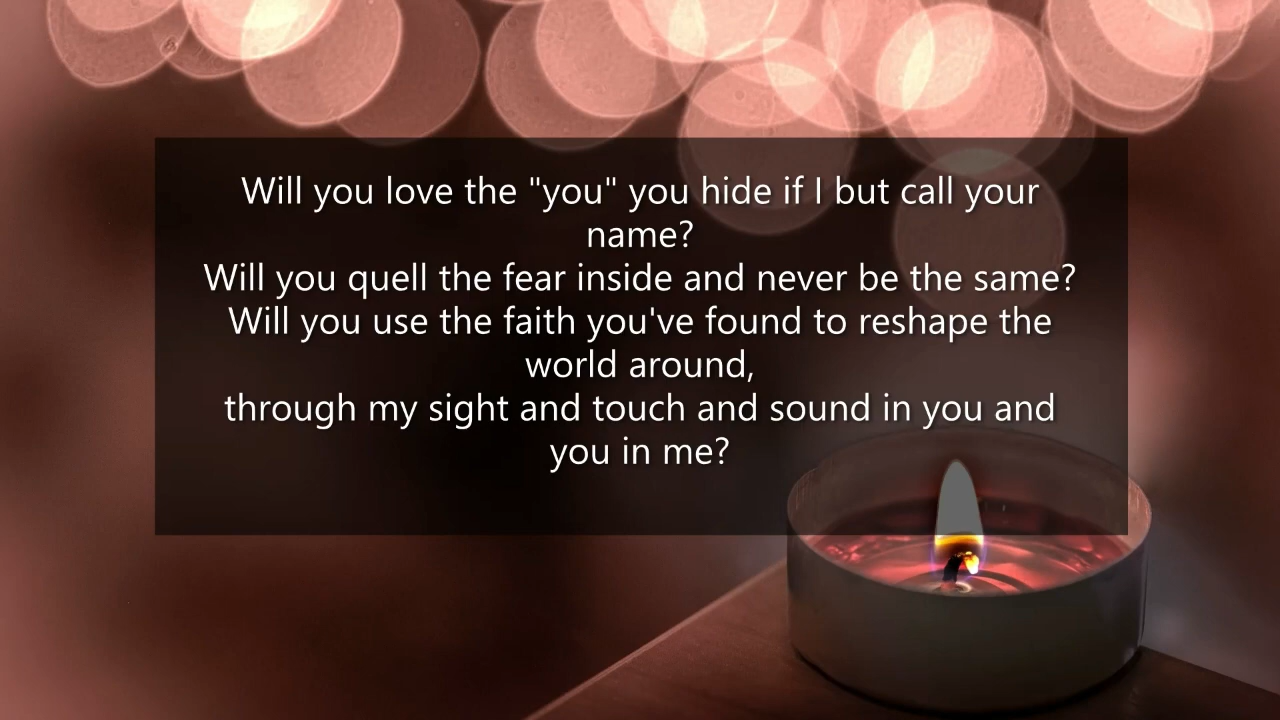 Will you love the "you" you hide if I but call your
name?
Will you quell the fear inside and never be the same?
Will you use the faith you've found to reshape the
world around,
through my sight and touch and sound in you and
you in me?